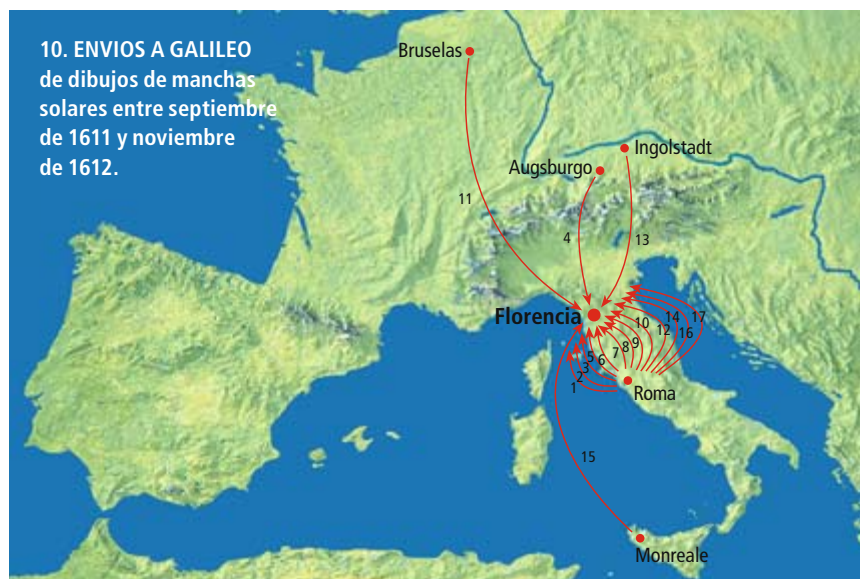 10. ENVIOS A GALILEO
de dibujos de manchas
solares entre septiembre
de 1611 y noviembre
de 1612.
Bruselas
Ingolstadt
Augsburgo
11
4
13
Florencia
10
14
17
12
16
5
6
7
8
9
3
2
1
Roma
15
Monreale